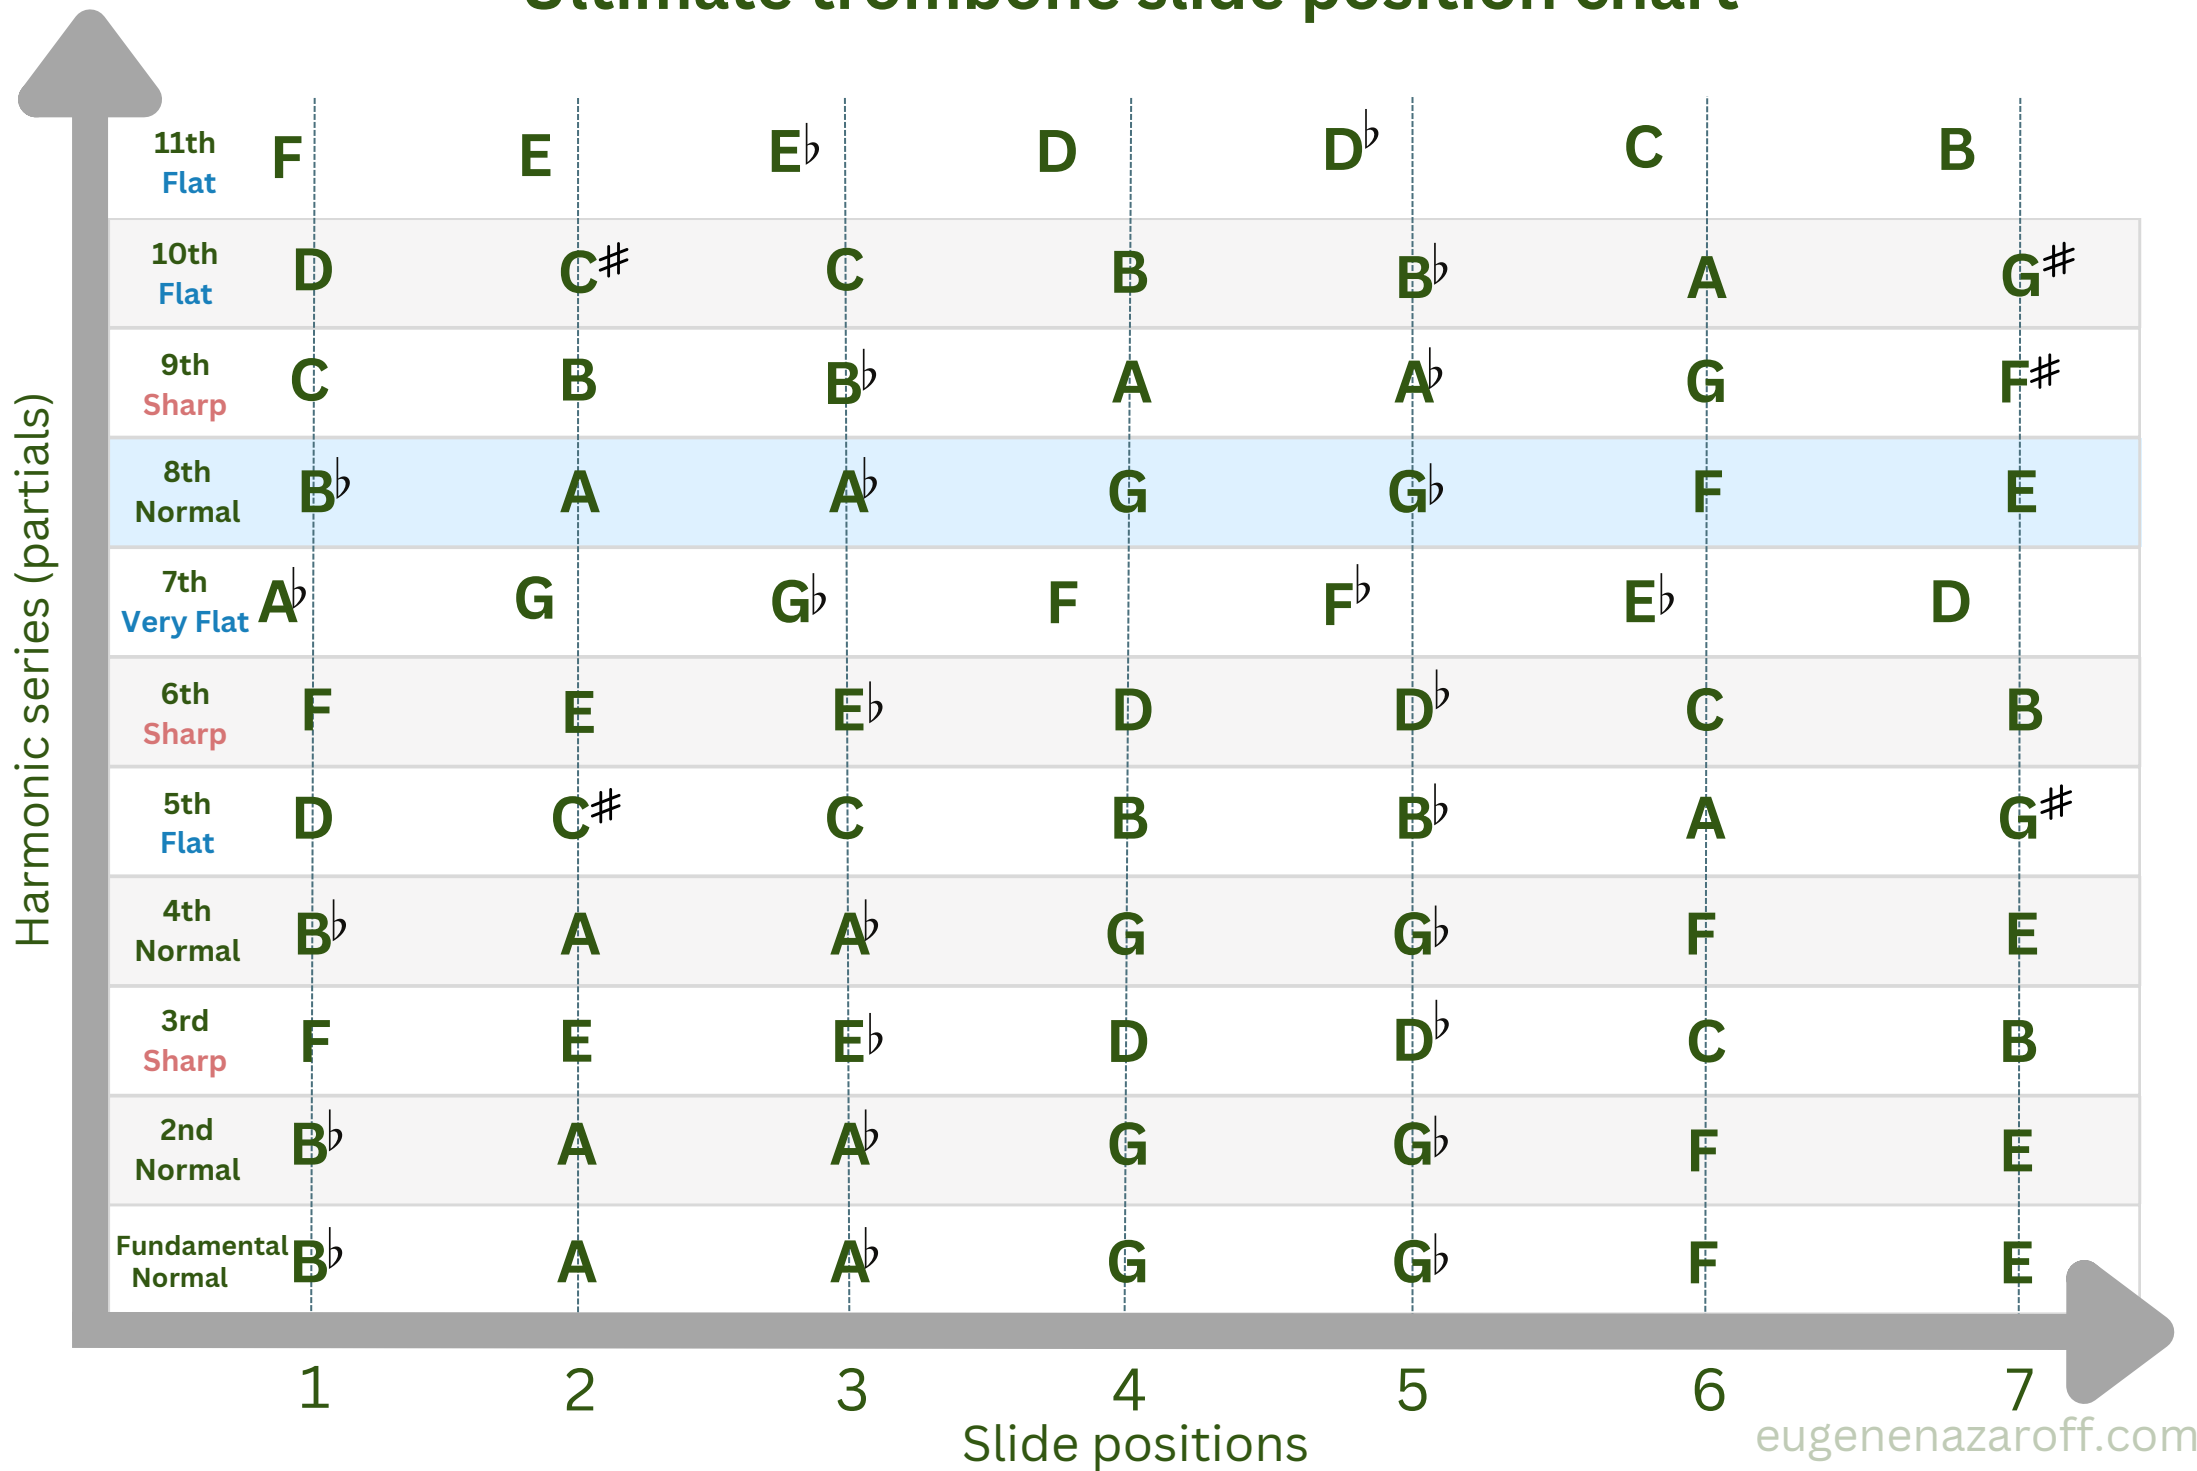 Ultimate trombone slide position chart
Harmonic series (partials)
11th F E E♭ D D♭ C B
Flat
10th D C♯ C B B♭ A G♯
Flat
9th C B B♭ A A♭ G F♯
Sharp
8th B♭ A A♭ G G♭ F E
Normal
7th A♭ G G♭ F F♭ E♭ D
Very Flat
6th F E E♭ D D♭ C B
Sharp
5th D C♯ C B B♭ A G♯
Flat
4th B♭ A A♭ G G♭ F E
Normal
3rd F E E♭ D D♭ C B
Sharp
2nd B♭ A A♭ G G♭ F E
Normal
Fundamental B♭ A A♭ G G♭ F E
Normal
1 2 3 4 5 6 7
Slide positions
eugenenazaroff.com